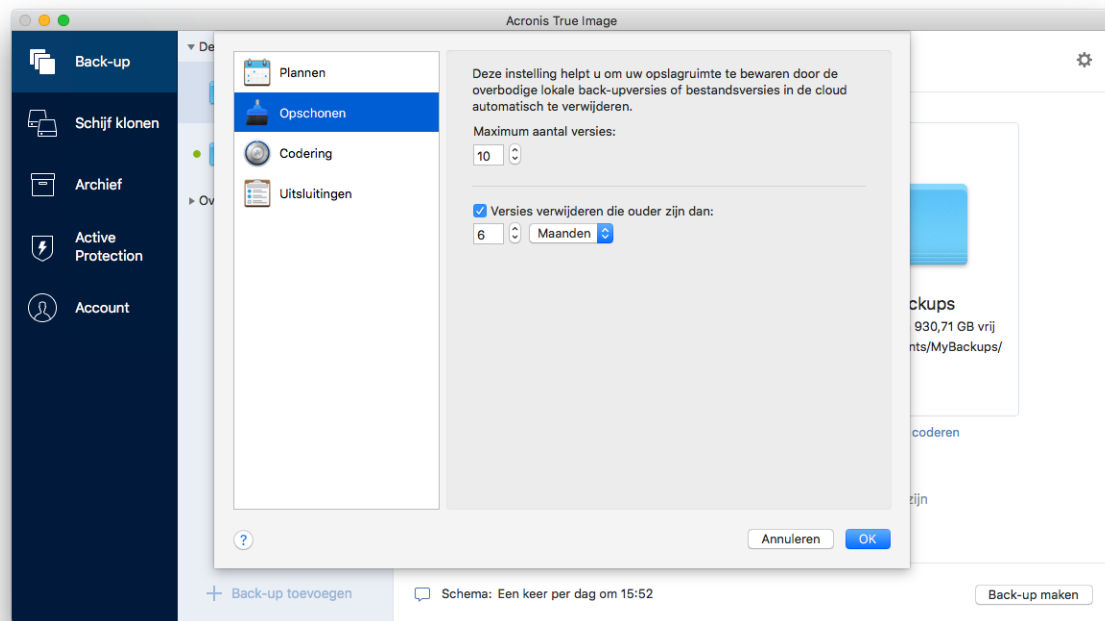 Acronis True Image
Back-up
Schijf klonen
Archief
Active
Protection
Account
De
Ov
Back-up toevoegen
Plannen
Opschonen
Codering
Uitsluitingen
Deze instelling helpt u om uw opslagruimte te bewaren door de
overbodige lokale back-upversies of bestandsversies in de cloud
automatisch te verwijderen.
Maximum aantal versies:
10
Versies verwijderen die ouder zijn dan:
6 Maanden
?
Annuleren
OK
ckups
930,71 GB vrij
nts/MyBackups/
coderen
zijn
Schema: Een keer per dag om 15:52
Back-up maken